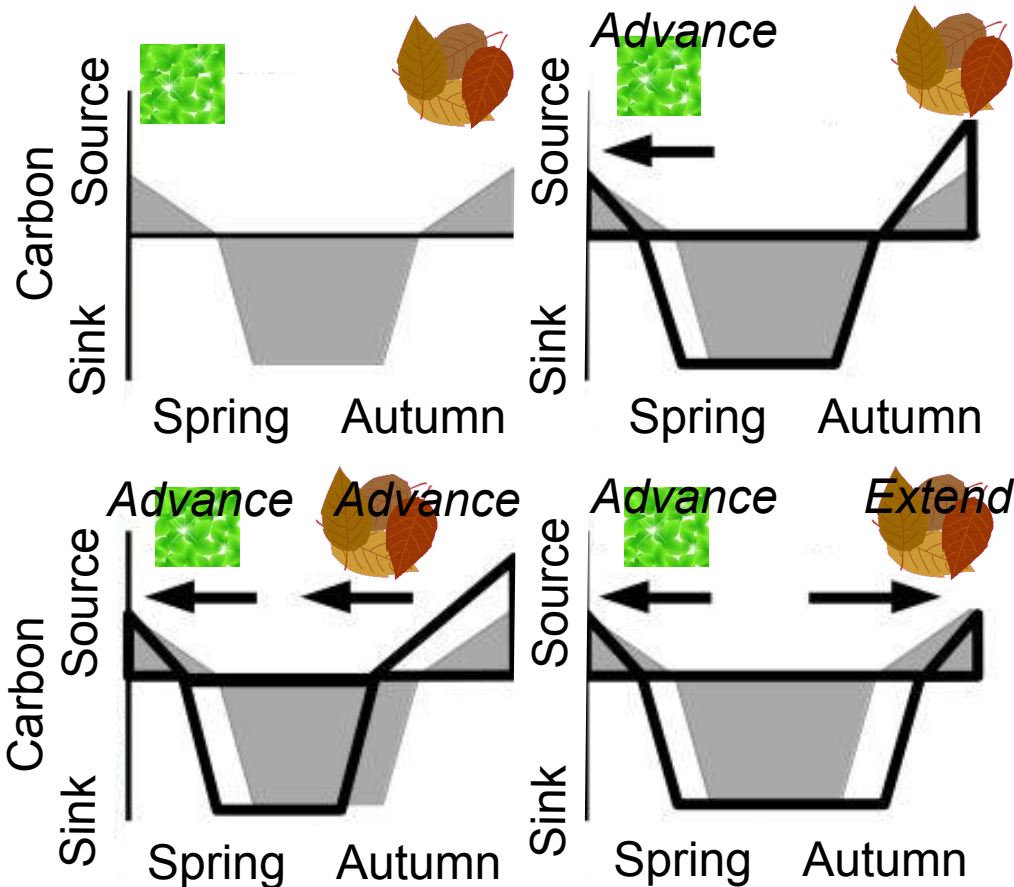 Advance
Carbon
Source
Sink
Source
Sink
Spring
Autumn
Spring
Autumn
Advance
Advance
Advance
Extend
Carbon
Source
Sink
Source
Sink
Spring
Autumn
Spring
Autumn